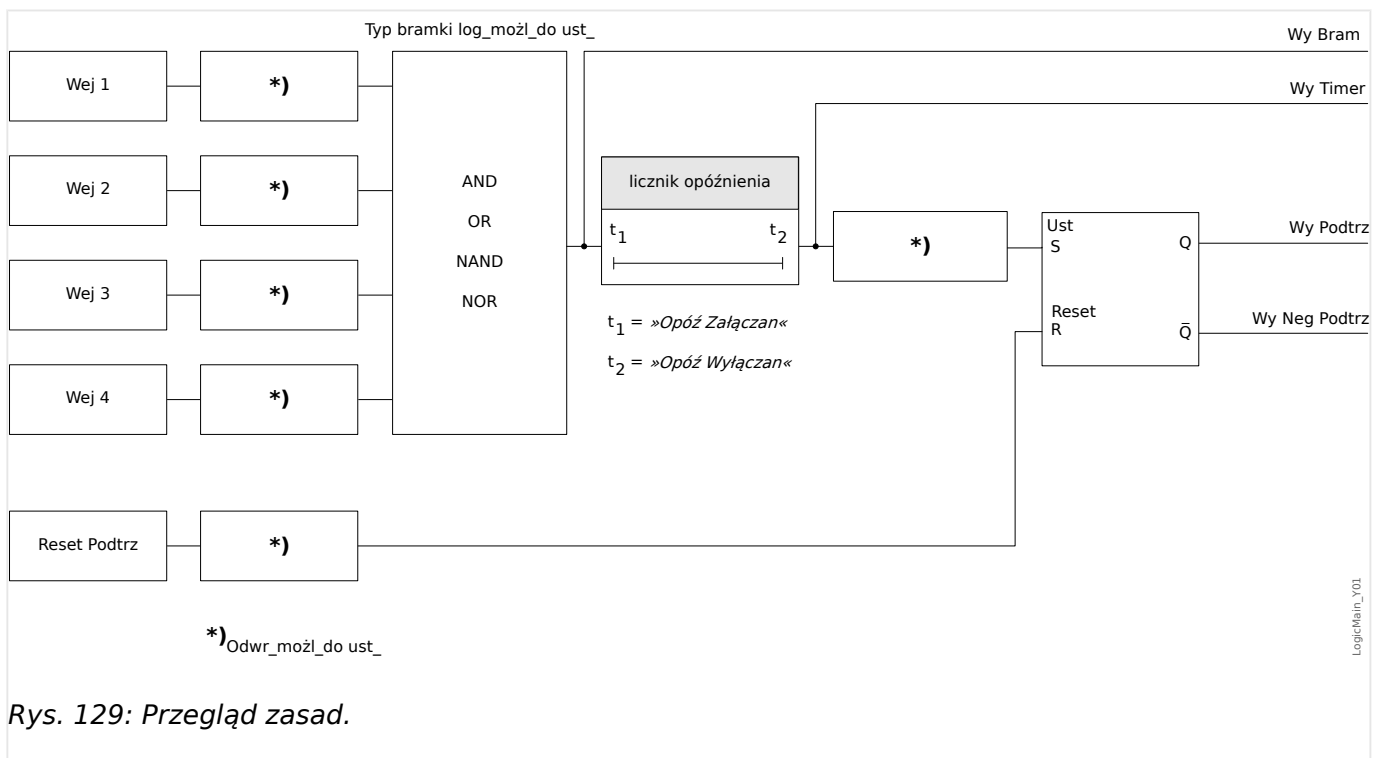 Typ bramki log_możl_do ust_
Wy Bram
Wej 1
*)
Wy Timer
Wej 2
*)
AND
OR
NAND
NOR
licznik opóźnienia
t1
t2
*)
Ust
S
Q
Wy Podtrz
Wej 3
*)
t1 = »Opóź Załączan«
t2 = »Opóź Wyłączan«
Reset
R
Q̅
Wy Neg Podtrz
Wej 4
*)
Reset Podtrz
*)
*)Odwr_możl_do ust_
LogicMain_Y01
Rys. 129: Przegląd zasad.